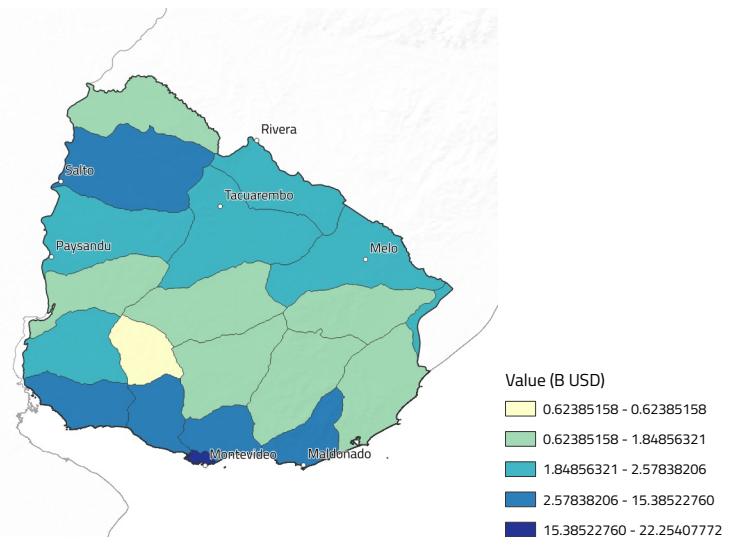 Rivera
Salto
Tacuarembo
Paysandu
Melo
Montevideo
Maldonado
Value (B USD)
0.62385158 - 0.62385158
0.62385158 - 1.84856321
1.84856321 - 2.57838206
2.57838206 - 15.38522760
15.38522760 - 22.25407772